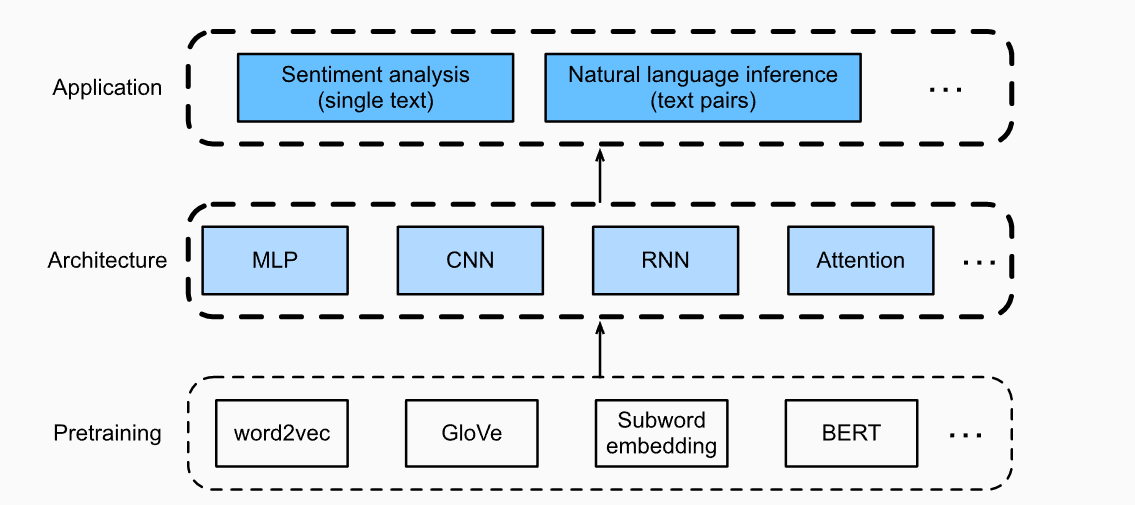 Application
Sentiment analysis
(single text)
Natural language inference
(text pairs)
...
Architecture
MLP
CNN
RNN
Attention
...
Pretraining
word2vec
GloVe
Subword
embedding
BERT
...